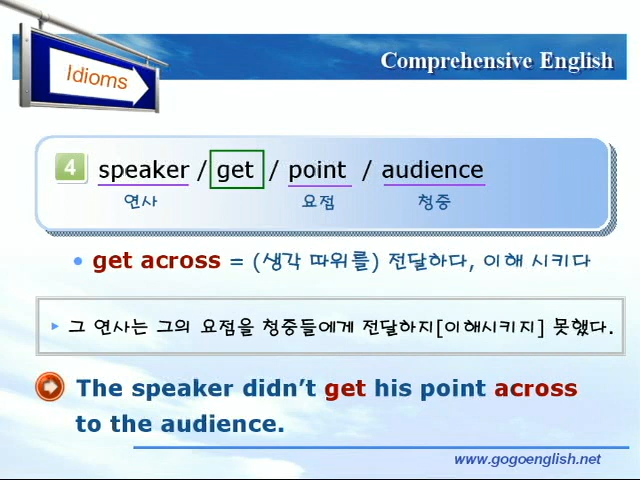 Idioms
Comprehensive English
4 speaker / get / point / audience
연사 요점 청중
• get across = (생각 따위를) 전달하다, 이해 시키다
▸ 그 연사는 그의 요점을 청중들에게 전달하지[이해시키지] 못했다.
The speaker didn’t get his point across
to the audience.
www.gogoenglish.net